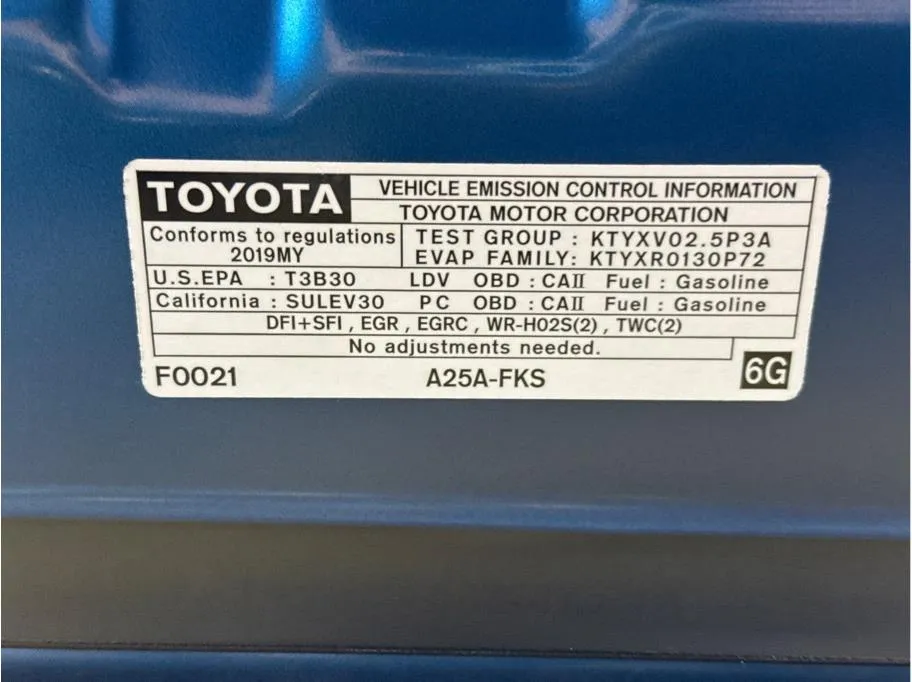 TOYOTA VEHICLE EMISSION CONTROL INFORMATION
TOYOTA MOTOR CORPORATION
Conforms to regulations
2019MY
TEST GROUP : KTYXV02.5P3A
EVAP FAMILY: KTYXR0130P72
U.S.EPA : T3B30 LDV OBD : CAⅡ Fuel : Gasoline
California : SULEV30 PC OBD : CAⅡ Fuel : Gasoline
DFI+SFI , EGR , EGRC , WR-HO2S(2) , TWC(2)
No adjustments needed.
F0021 A25A-FKS 6G